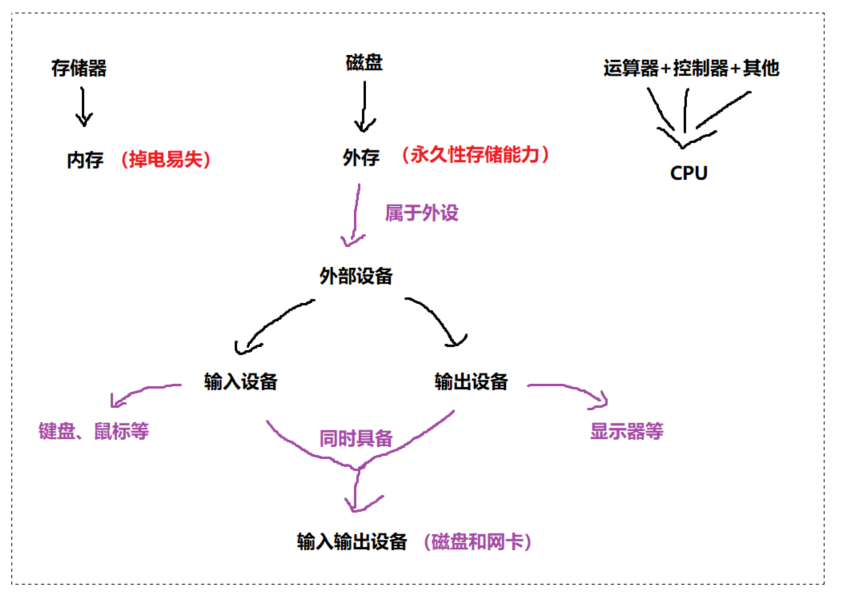 存储器
磁盘
运算器+控制器+其他
内存 （掉电易失）
外存 （永久性存储能力）
CPU
属于外设
外部设备
输入设备
输出设备
键盘、鼠标等
同时具备
显示器等
输入输出设备 （磁盘和网卡）